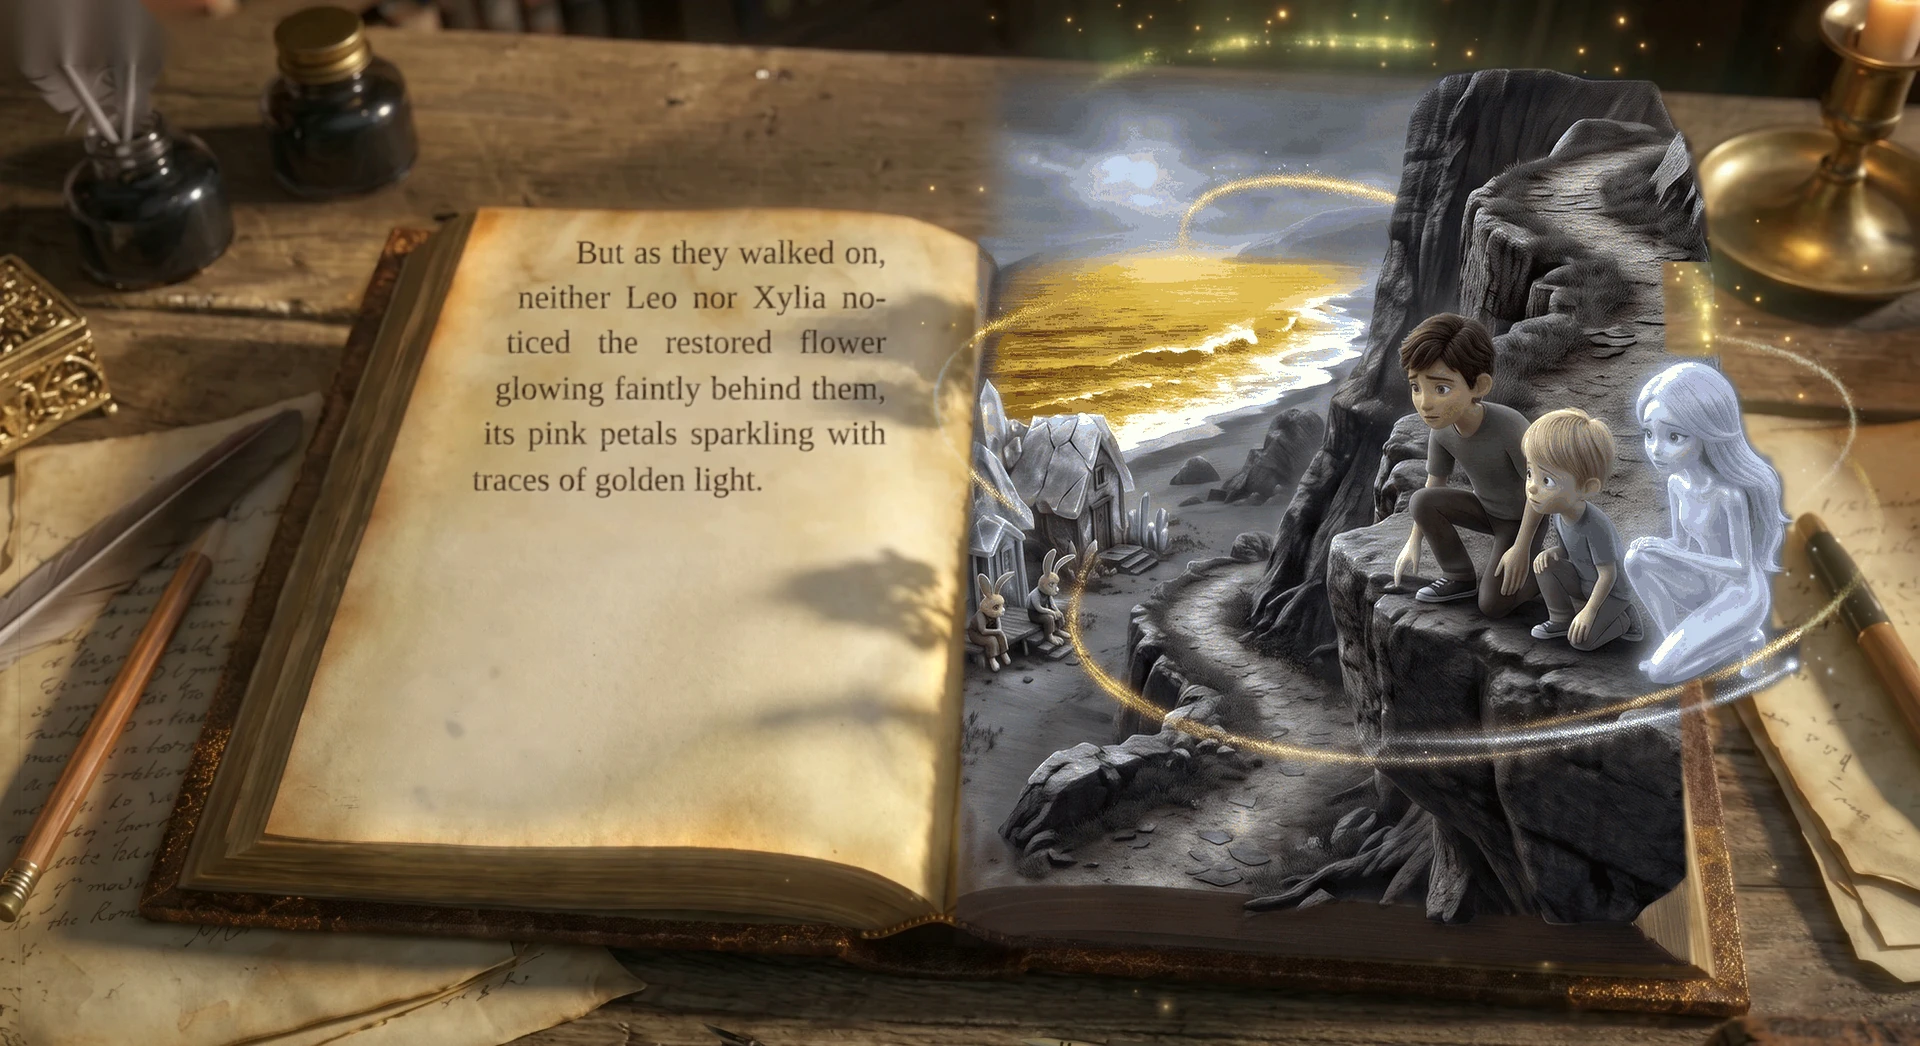 But as they walked on,
neither Leo nor Xylia no-
ticed the restored flower
glowing faintly behind them,
its pink petals sparkling with
traces of golden light.